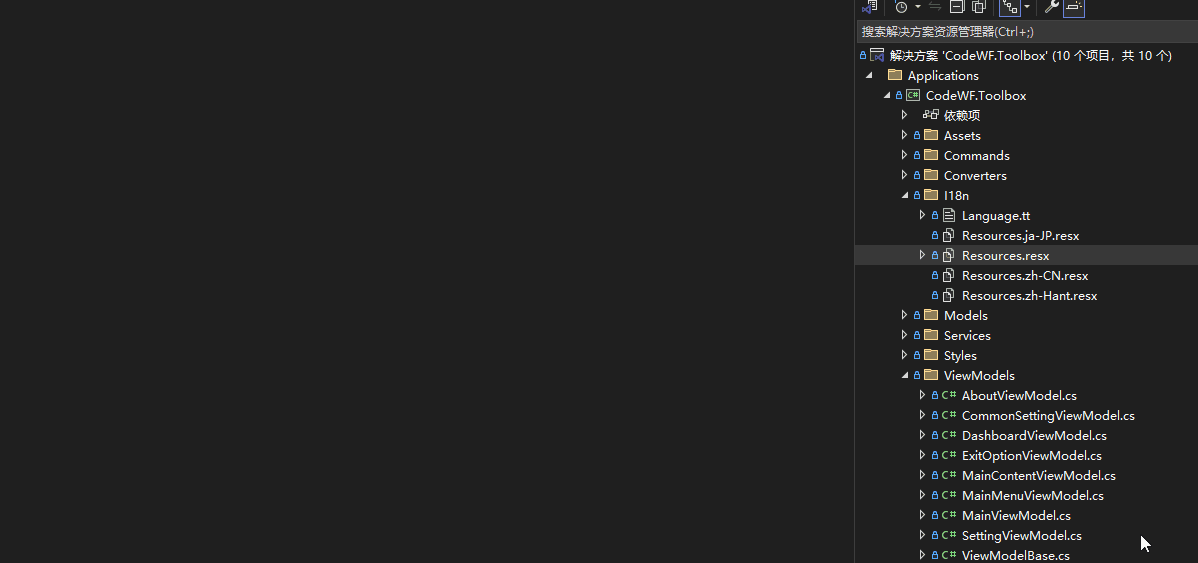 搜索解决方案资源管理器(Ctrl+;)
解决方案 'CodeWF.Toolbox' (10 个项目，共 10 个)
Applications
C# CodeWF.Toolbox
依赖项
Assets
Commands
Converters
I18n
Language.tt
Resources.ja-JP.resx
Resources.resx
Resources.zh-CN.resx
Resources.zh-Hant.resx
Models
Services
Styles
ViewModels
C# AboutViewModel.cs
C# CommonSettingViewModel.cs
C# DashboardViewModel.cs
C# ExitOptionViewModel.cs
C# MainContentViewModel.cs
C# MainMenuViewModel.cs
C# MainViewModel.cs
C# SettingViewModel.cs
C# ViewModelBase.cs